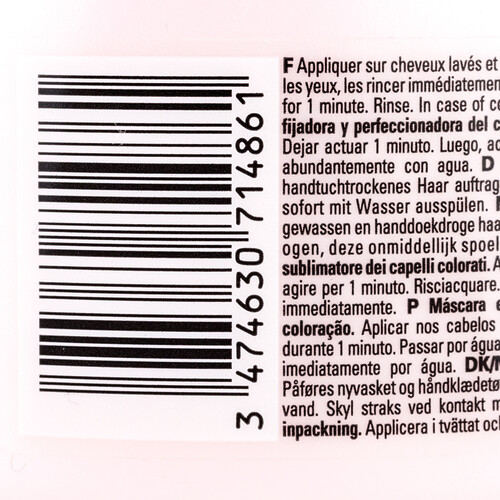 3 474630 714861
F Appliquer sur cheveux lavés et
les yeux, les rincer immédiatemen
for 1 minute. Rinse. In case of co
fijadora y perfeccionadora del c
Dejar actuar 1 minuto. Luego, ac
abundantemente con agua. D
handtuchtrockenes Haar auftrag
sofort mit Wasser ausspülen.
gewassen en handdoekdroge haa
ogen, deze onmiddellijk spoel
sublimatore dei capelli colorati. A
agire per 1 minuto. Risciacquare.
immediatamente. P Máscara
coloração. Aplicar nos cabelos
durante 1 minuto. Passar por água
imediatamente por água. DK/N
Påføres nyvasket og håndklædetø
vand. Skyl straks ved kontakt m
inpackning. Applicera i tvättat och